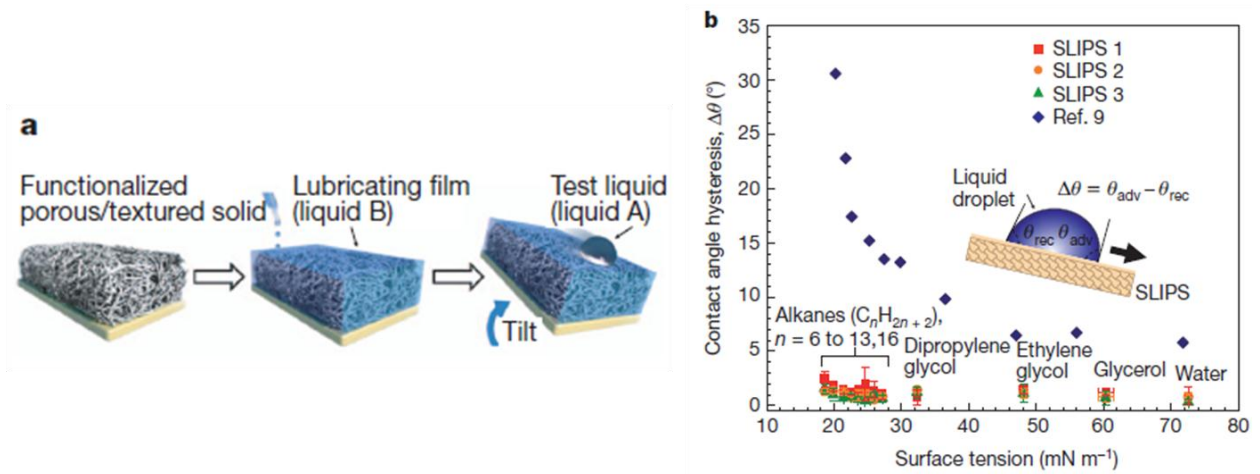 a
Functionalized
porous/textured solid
Lubricating film
(liquid B)
Test liquid
(liquid A)
Tilt
b
Contact angle hysteresis, Δθ (°)
35
30
25
20
15
10
5
0
SLIPS 1
SLIPS 2
SLIPS 3
Ref. 9
Liquid
droplet
Δθ = θadv – θrec
θrec θadv
SLIPS
Alkanes (CnH2n + 2),
n = 6 to 13,16
Dipropylene
glycol
Ethylene
glycol
Glycerol
Water
10 20 30 40 50 60 70 80
Surface tension (mN m–1)